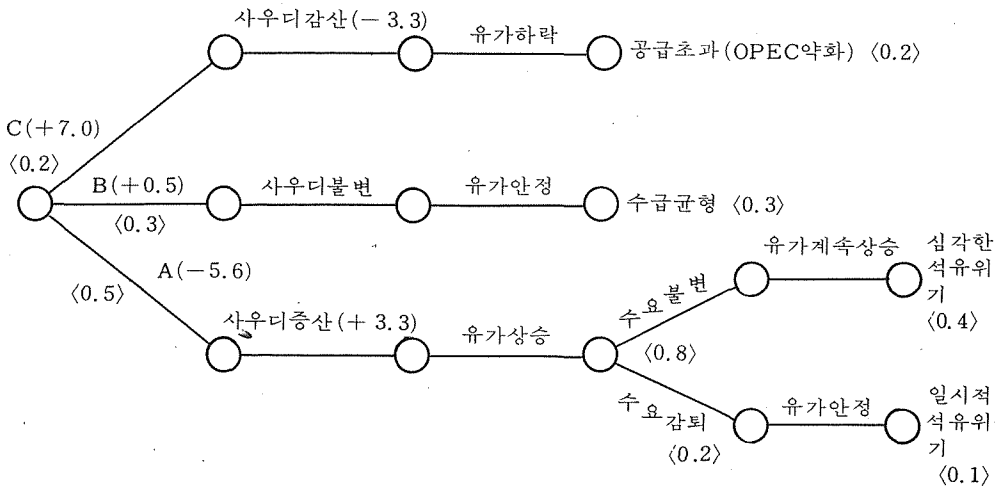 사우디감산(－3.3)
유가하락
공급초과(OPEC약화) 〈0.2〉
C(＋7.0)
〈0.2〉
B(＋0.5)
〈0.3〉
사우디불변
유가안정
수급균형 〈0.3〉
A(－5.6)
〈0.5〉
사우디증산(＋3.3)
유가상승
수요불변
〈0.8〉
유가계속상승
심각한
석유위
기
〈0.4〉
수요감퇴
〈0.2〉
유가안정
일시적
석유위
기
〈0.1〉